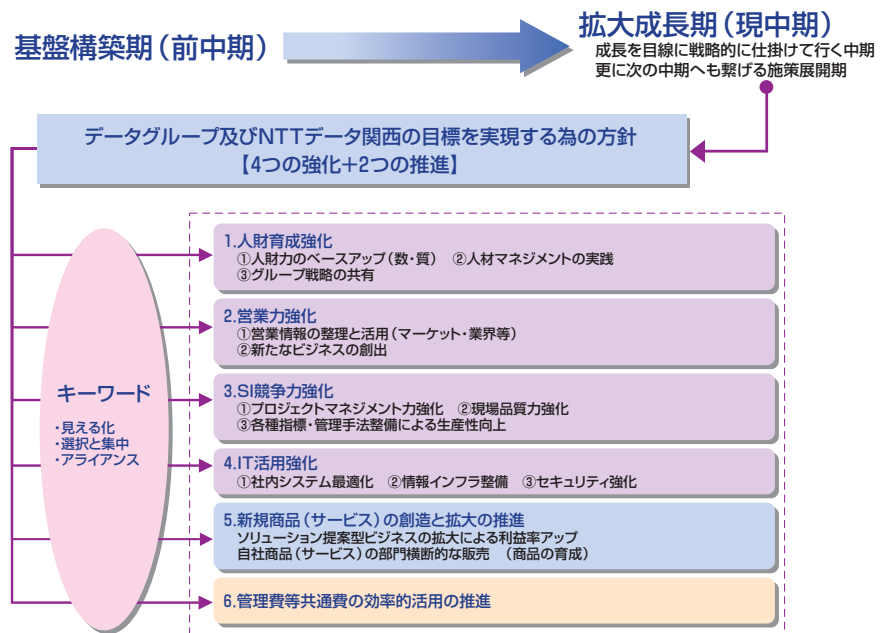 基盤構築期（前中期）
拡大成長期（現中期）
成長を目線に戦略的に仕掛けて行く中期
更に次の中期へも繋げる施策展開期
データグループ及びNTTデータ関西の目標を実現する為の方針
【4つの強化+2つの推進】
キーワード
・見える化
・選択と集中
・アライアンス
1.人財育成強化
①人財力のベースアップ（数・質）　②人材マネジメントの実践
③グループ戦略の共有
2.営業力強化
①営業情報の整理と活用（マーケット・業界等）
②新たなビジネスの創出
3.SI競争力強化
①プロジェクトマネジメント力強化　②現場品質力強化
③各種指標・管理手法整備による生産性向上
4.IT活用強化
①社内システム最適化　②情報インフラ整備　③セキュリティ強化
5.新規商品（サービス）の創造と拡大の推進
ソリューション提案型ビジネスの拡大による利益率アップ
自社商品（サービス）の部門横断的な販売　（商品の育成）
6.管理費等共通費の効率的活用の推進